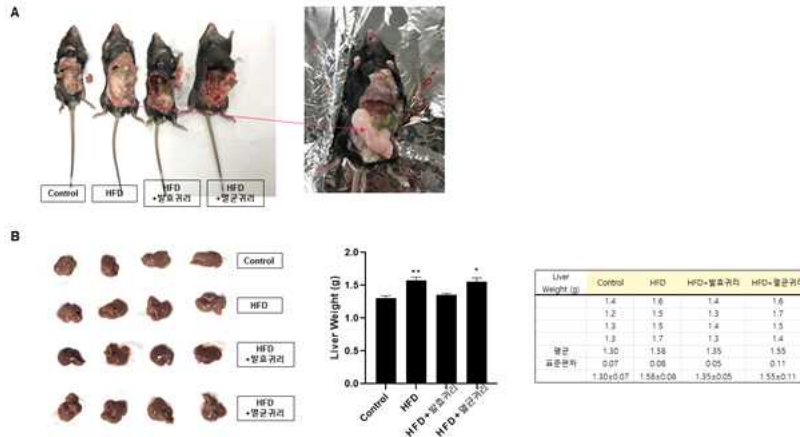 A
Control
HFD
HFD
+발효귀리
HFD
+멸균귀리
B
Control
HFD
HFD
+발효귀리
HFD
+멸균귀리
Liver Weight (g)
2.0
1.5
1.0
0.5
0.0
**
*
Control
HFD
HFD+발효귀리
HFD+멸균귀리
Liver Weight (g) Control HFD HFD+발효귀리 HFD+멸균귀리
1.4 1.6 1.4 1.6
1.2 1.5 1.3 1.7
1.3 1.5 1.4 1.5
1.3 1.7 1.3 1.4
평균 1.30 1.58 1.35 1.55
표준편차 0.07 0.08 0.05 0.11
1.30±0.07 1.58±0.08 1.35±0.05 1.55±0.11